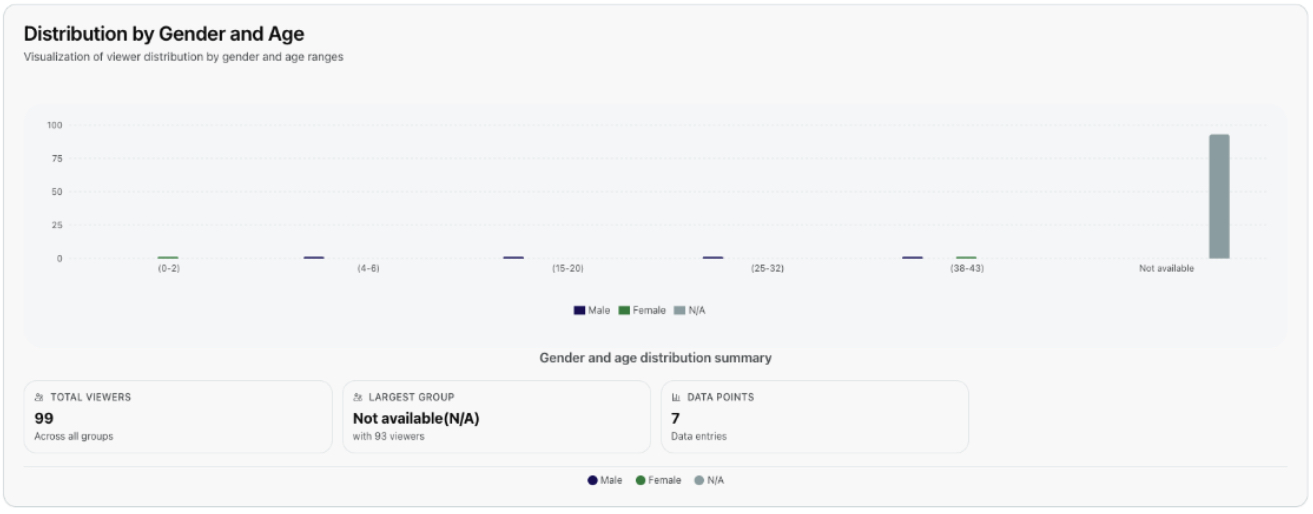 Distribution by Gender and Age
Visualization of viewer distribution by gender and age ranges
100
75
50
25
0
(0-2) (4-6) (15-20) (25-32) (38-43) Not available
Male Female N/A
Gender and age distribution summary
TOTAL VIEWERS
99
Across all groups
LARGEST GROUP
Not available(N/A)
with 93 viewers
DATA POINTS
7
Data entries
Male Female N/A